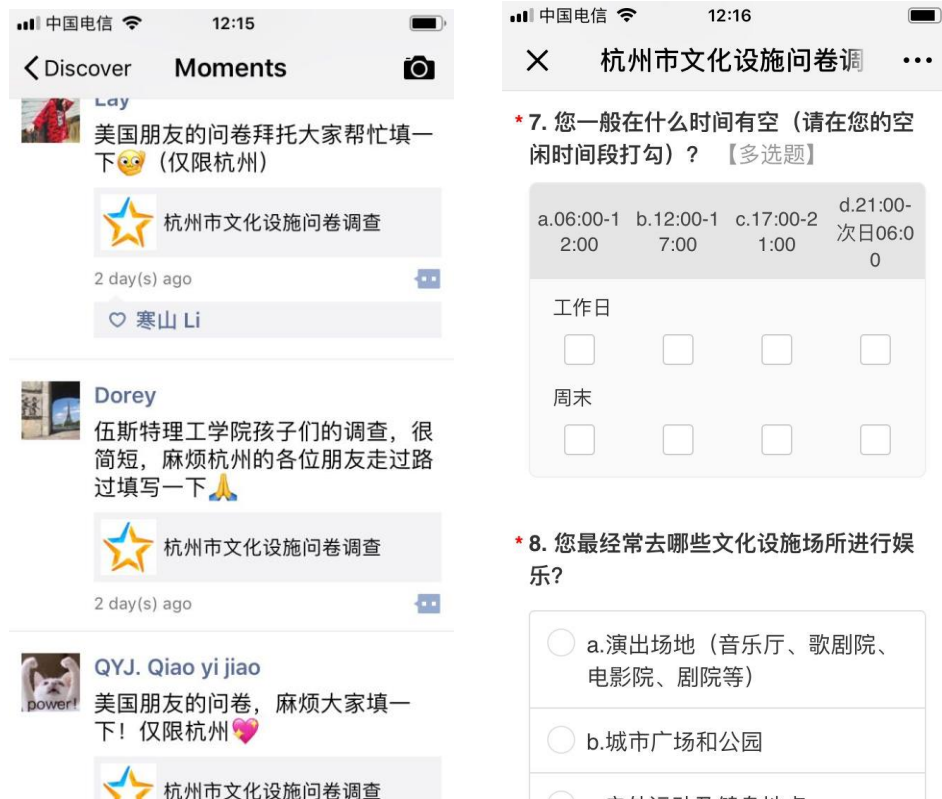 中国电信
12:15
Discover
Moments
Lay
美国朋友的问卷拜托大家帮忙填一
下🤕（仅限杭州）
杭州市文化设施问卷调查
2 day(s) ago
寒山 Li
Dorey
伍斯特理工学院孩子们的调查，很
简短，麻烦杭州的各位朋友走过路
过填写一下🙏
杭州市文化设施问卷调查
2 day(s) ago
power!
QYJ. Qiao yi jiao
美国朋友的问卷，麻烦大家填一
下！仅限杭州💖
杭州市文化设施问卷调查
中国电信
12:16
杭州市文化设施问卷调
* 7. 您一般在什么时间有空（请在您的空
闲时间段打勾）？ 【多选题】
a.06:00-1
2:00
b.12:00-1
7:00
c.17:00-2
1:00
d.21:00-
次日06:0
0
工作日
周末
* 8. 您最经常去哪些文化设施场所进行娱
乐?
a.演出场地（音乐厅、歌剧院、
电影院、剧院等）
b.城市广场和公园